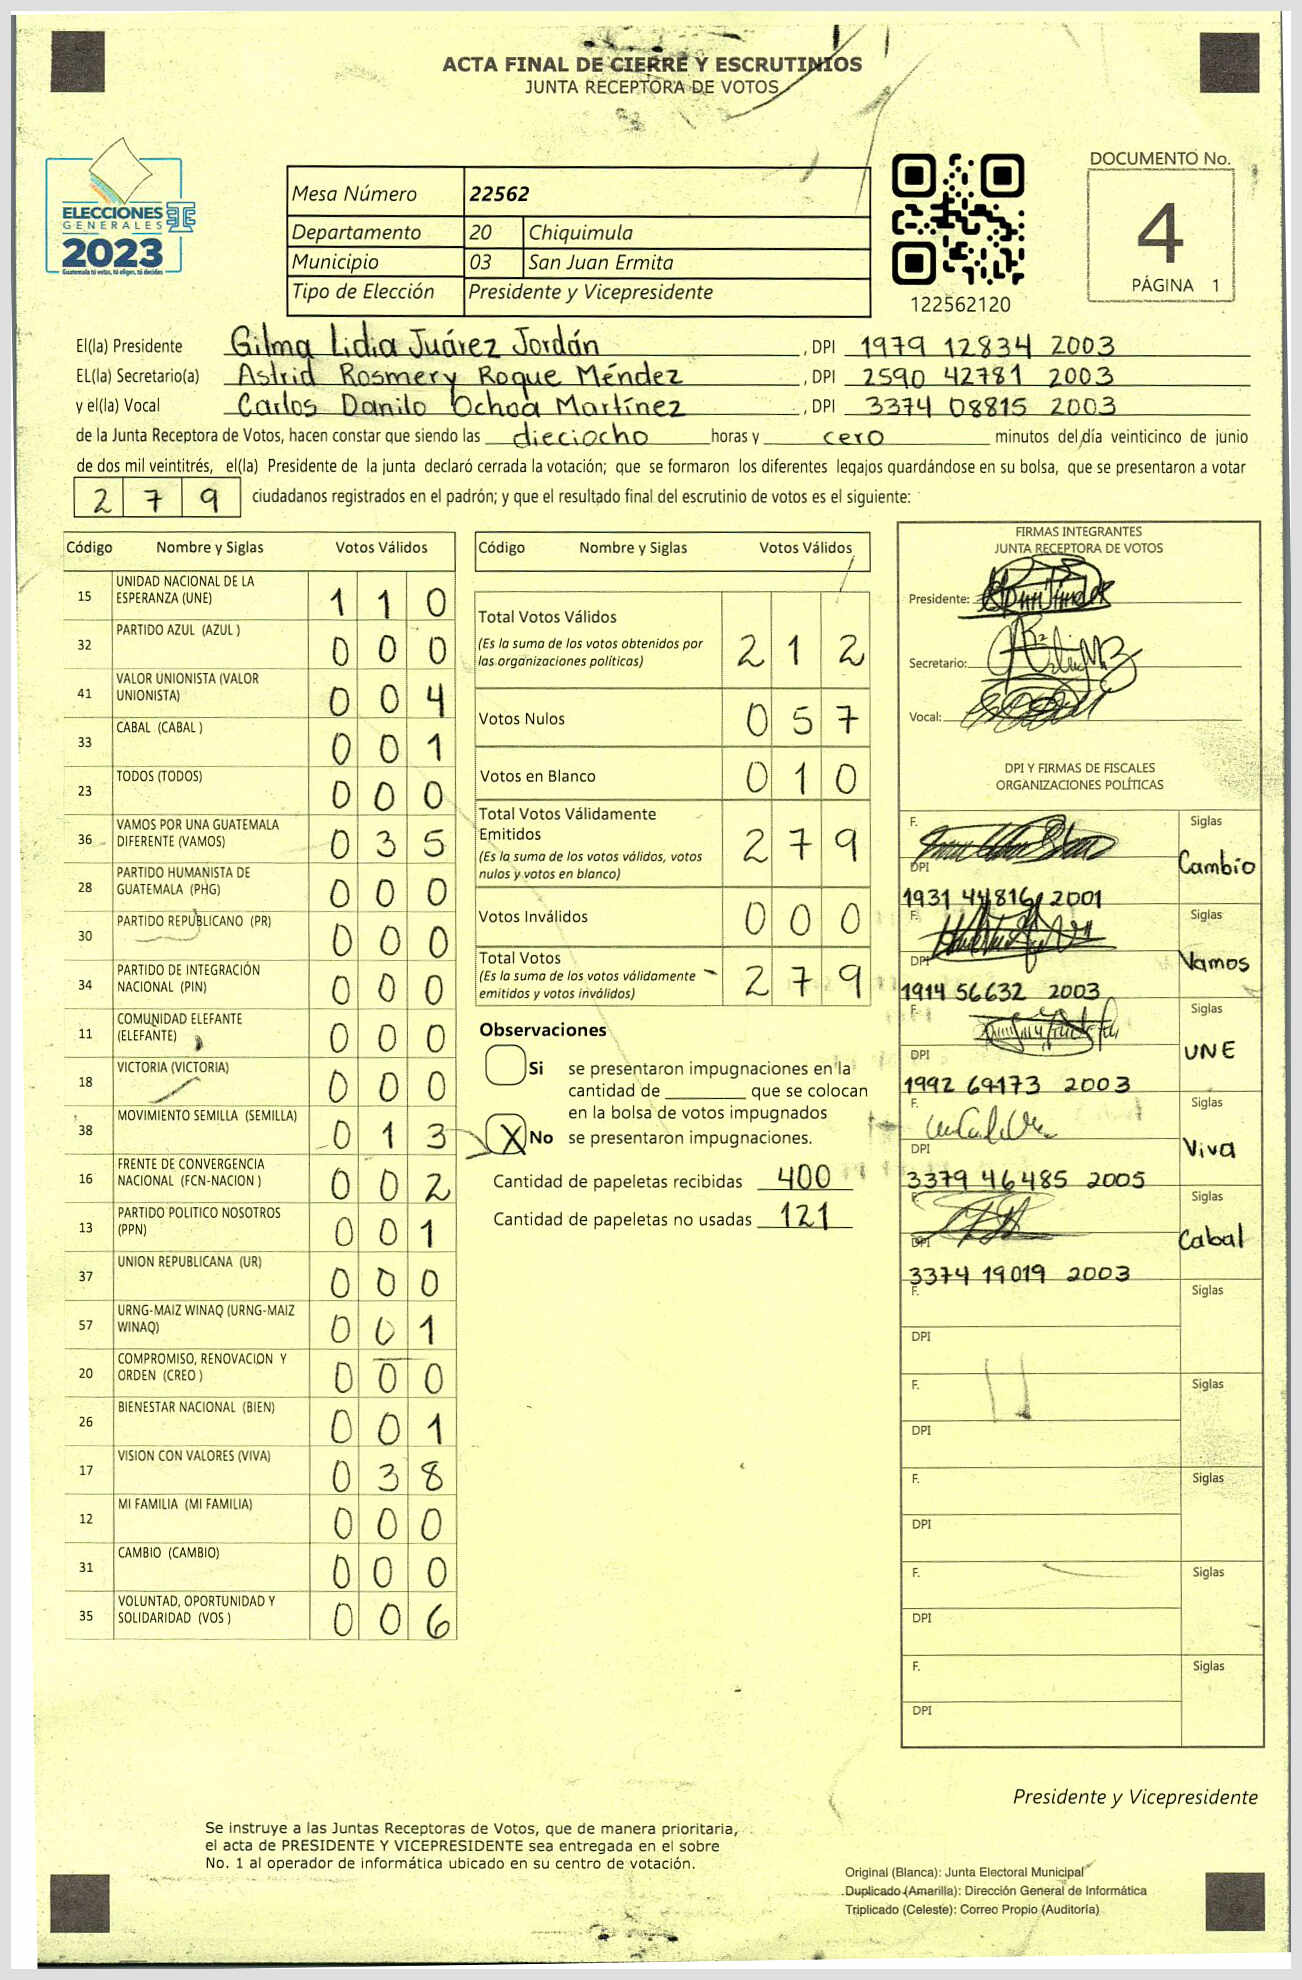 ACTA FINAL DE CIERRE Y ESCRUTINIOS
JUNTA RECEPTORA DE VOTOS
ELECCIONES
GENERALES
2023
Guatemala tú votas, tú eliges, tú decides
Mesa Número 22562
Departamento 20 Chiquimula
Municipio 03 San Juan Ermita
Tipo de Elección Presidente y Vicepresidente
122562120
DOCUMENTO No.
4
PÁGINA 1
El(la) Presidente Gilma Lidia Juárez Jordán , DPI 1979 12834 2003
EL(la) Secretario(a) Astrid Rosmery Roque Méndez , DPI 2590 42781 2003
y el(la) Vocal Carlos Danilo Ochoa Martínez , DPI 3374 08815 2003
de la Junta Receptora de Votos, hacen constar que siendo las dieciocho horas y cero minutos del día veinticinco de junio
de dos mil veintitrés, el(la) Presidente de la junta declaró cerrada la votación; que se formaron los diferentes legajos guardándose en su bolsa, que se presentaron a votar
2 7 9 ciudadanos registrados en el padrón; y que el resultado final del escrutinio de votos es el siguiente:
Código Nombre y Siglas Votos Válidos
15 UNIDAD NACIONAL DE LA ESPERANZA (UNE) 1 1 0
32 PARTIDO AZUL (AZUL ) 0 0 0
41 VALOR UNIONISTA (VALOR UNIONISTA) 0 0 4
33 CABAL (CABAL ) 0 0 1
23 TODOS (TODOS) 0 0 0
36 VAMOS POR UNA GUATEMALA DIFERENTE (VAMOS) 0 3 5
28 PARTIDO HUMANISTA DE GUATEMALA (PHG) 0 0 0
30 PARTIDO REPUBLICANO (PR) 0 0 0
34 PARTIDO DE INTEGRACIÓN NACIONAL (PIN) 0 0 0
11 COMUNIDAD ELEFANTE (ELEFANTE) 0 0 0
18 VICTORIA (VICTORIA) 0 0 0
38 MOVIMIENTO SEMILLA (SEMILLA) 0 1 3
16 FRENTE DE CONVERGENCIA NACIONAL (FCN-NACION ) 0 0 2
13 PARTIDO POLITICO NOSOTROS (PPN) 0 0 1
37 UNION REPUBLICANA (UR) 0 0 0
57 URNG-MAIZ WINAQ (URNG-MAIZ WINAQ) 0 0 1
20 COMPROMISO, RENOVACION Y ORDEN (CREO ) 0 0 0
26 BIENESTAR NACIONAL (BIEN) 0 0 1
17 VISION CON VALORES (VIVA) 0 3 8
12 MI FAMILIA (MI FAMILIA) 0 0 0
31 CAMBIO (CAMBIO) 0 0 0
35 VOLUNTAD, OPORTUNIDAD Y SOLIDARIDAD (VOS ) 0 0 6
Código Nombre y Siglas Votos Válidos
Total Votos Válidos
(Es la suma de los votos obtenidos por
las organizaciones políticas) 2 1 2
Votos Nulos 0 5 7
Votos en Blanco 0 1 0
Total Votos Válidamente
Emitidos
(Es la suma de los votos válidos, votos
nulos y votos en blanco) 2 7 9
Votos Inválidos 0 0 0
Total Votos
(Es la suma de los votos válidamente
emitidos y votos inválidos) 2 7 9
Observaciones
Si se presentaron impugnaciones en la
cantidad de ________ que se colocan
en la bolsa de votos impugnados
X No se presentaron impugnaciones.
Cantidad de papeletas recibidas 400
Cantidad de papeletas no usadas 121
FIRMAS INTEGRANTES
JUNTA RECEPTORA DE VOTOS
Presidente:
Secretario:
Vocal:
DPI Y FIRMAS DE FISCALES
ORGANIZACIONES POLÍTICAS
F. Siglas
DPI Cambio
1931 44816 2001
F. Siglas
DPI Vamos
1914 56632 2003
F. Siglas
DPI UNE
1992 69173 2003
F. Siglas
DPI Viva
3379 46485 2005
F. Siglas
DPI Cabal
3374 19019 2003
F. Siglas
DPI
F. Siglas
DPI
F. Siglas
DPI
F. Siglas
DPI
F. Siglas
DPI
Presidente y Vicepresidente
Se instruye a las Juntas Receptoras de Votos, que de manera prioritaria,
el acta de PRESIDENTE Y VICEPRESIDENTE sea entregada en el sobre
No. 1 al operador de informática ubicado en su centro de votación.
Original (Blanca): Junta Electoral Municipal
Duplicado (Amarilla): Dirección General de Informática
Triplicado (Celeste): Correo Propio (Auditoría)